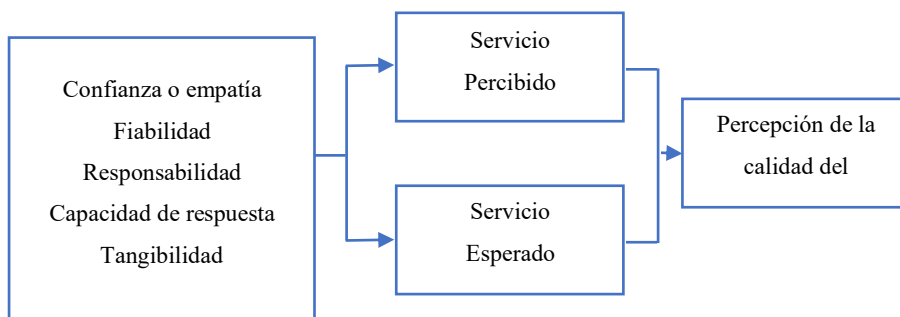 Confianza o empatía
Fiabilidad
Responsabilidad
Capacidad de respuesta
Tangibilidad
Servicio
Percibido
Servicio
Esperado
Percepción de la
calidad del